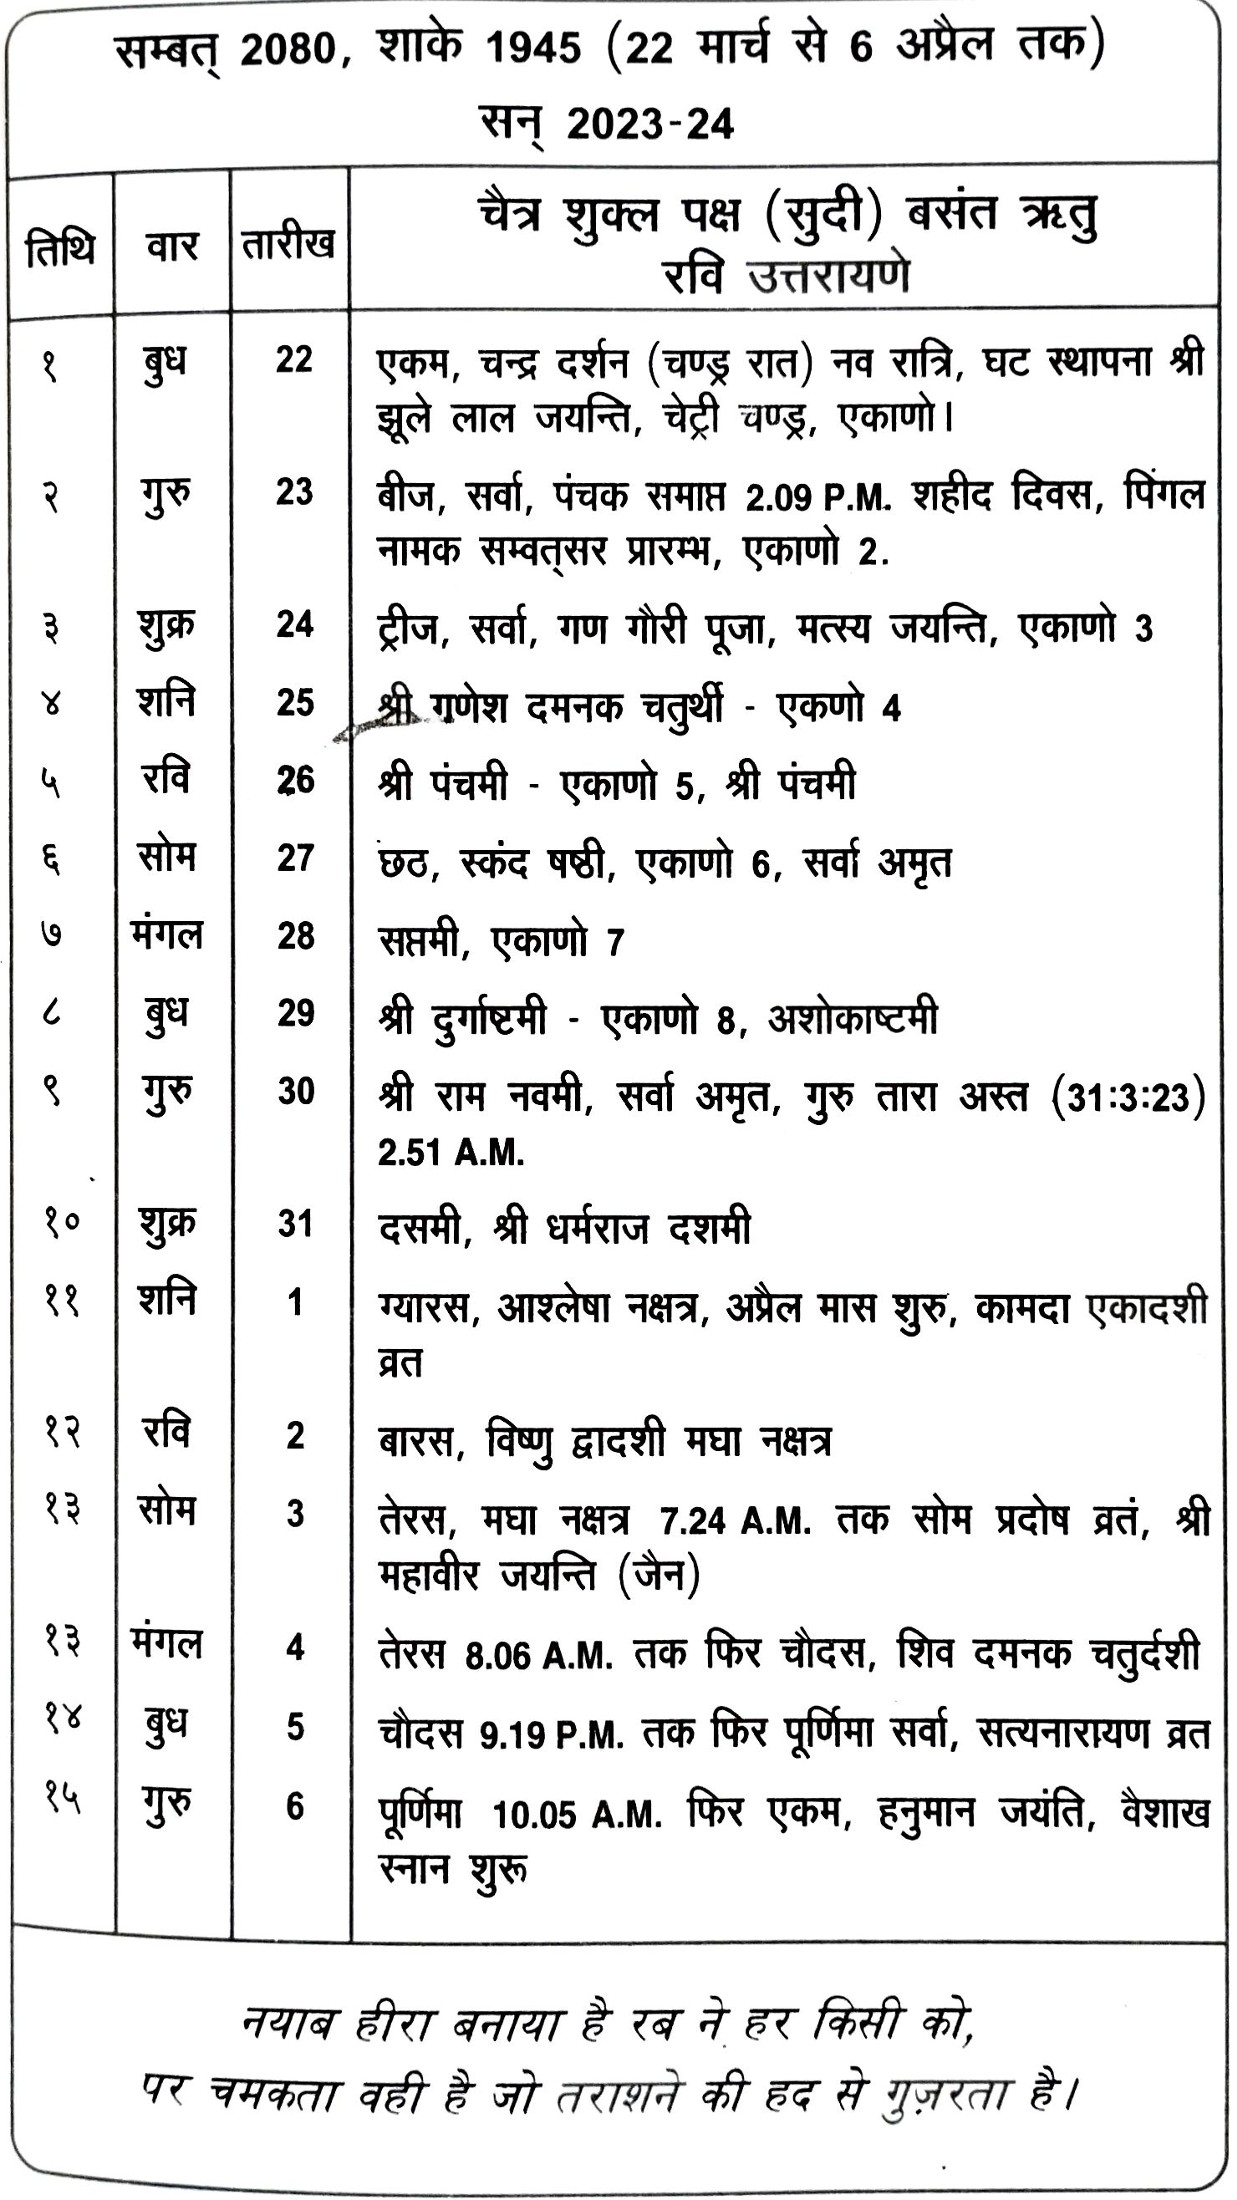 सम्बत् 2080, शाके 1945 (22 मार्च से 6 अप्रैल तक)
सन् 2023-24
तिथि वार तारीख चैत्र शुक्ल पक्ष (सुदी) बसंत ऋतु
रवि उत्तरायणे
१ बुध 22 एकम, चन्द्र दर्शन (चण्ड्र रात) नव रात्रि, घट स्थापना श्री
झूले लाल जयन्ति, चेट्री चण्ड्र, एकाणो।
२ गुरु 23 बीज, सर्वा, पंचक समाप्त 2.09 P.M. शहीद दिवस, पिंगल
नामक सम्वत्सर प्रारम्भ, एकाणो 2.
३ शुक्र 24 ट्रीज, सर्वा, गण गौरी पूजा, मत्स्य जयन्ति, एकाणो 3
४ शनि 25 श्री गणेश दमनक चतुर्थी - एकणो 4
५ रवि 26 श्री पंचमी - एकाणो 5, श्री पंचमी
६ सोम 27 छठ, स्कंद षष्ठी, एकाणो 6, सर्वा अमृत
७ मंगल 28 सप्तमी, एकाणो 7
८ बुध 29 श्री दुर्गाष्टमी - एकाणो 8, अशोकाष्टमी
९ गुरु 30 श्री राम नवमी, सर्वा अमृत, गुरु तारा अस्त (31:3:23)
2.51 A.M.
१० शुक्र 31 दसमी, श्री धर्मराज दशमी
११ शनि 1 ग्यारस, आश्लेषा नक्षत्र, अप्रैल मास शुरु, कामदा एकादशी
व्रत
१२ रवि 2 बारस, विष्णु द्वादशी मघा नक्षत्र
१३ सोम 3 तेरस, मघा नक्षत्र 7.24 A.M. तक सोम प्रदोष व्रतं, श्री
महावीर जयन्ति (जैन)
१३ मंगल 4 तेरस 8.06 A.M. तक फिर चौदस, शिव दमनक चतुर्दशी
१४ बुध 5 चौदस 9.19 P.M. तक फिर पूर्णिमा सर्वा, सत्यनारायण व्रत
१५ गुरु 6 पूर्णिमा 10.05 A.M. फिर एकम, हनुमान जयंति, वैशाख
स्नान शुरू
नयाब हीरा बनाया है रब ने हर किसी को,
पर चमकता वही है जो तराशने की हद से गुज़रता है।